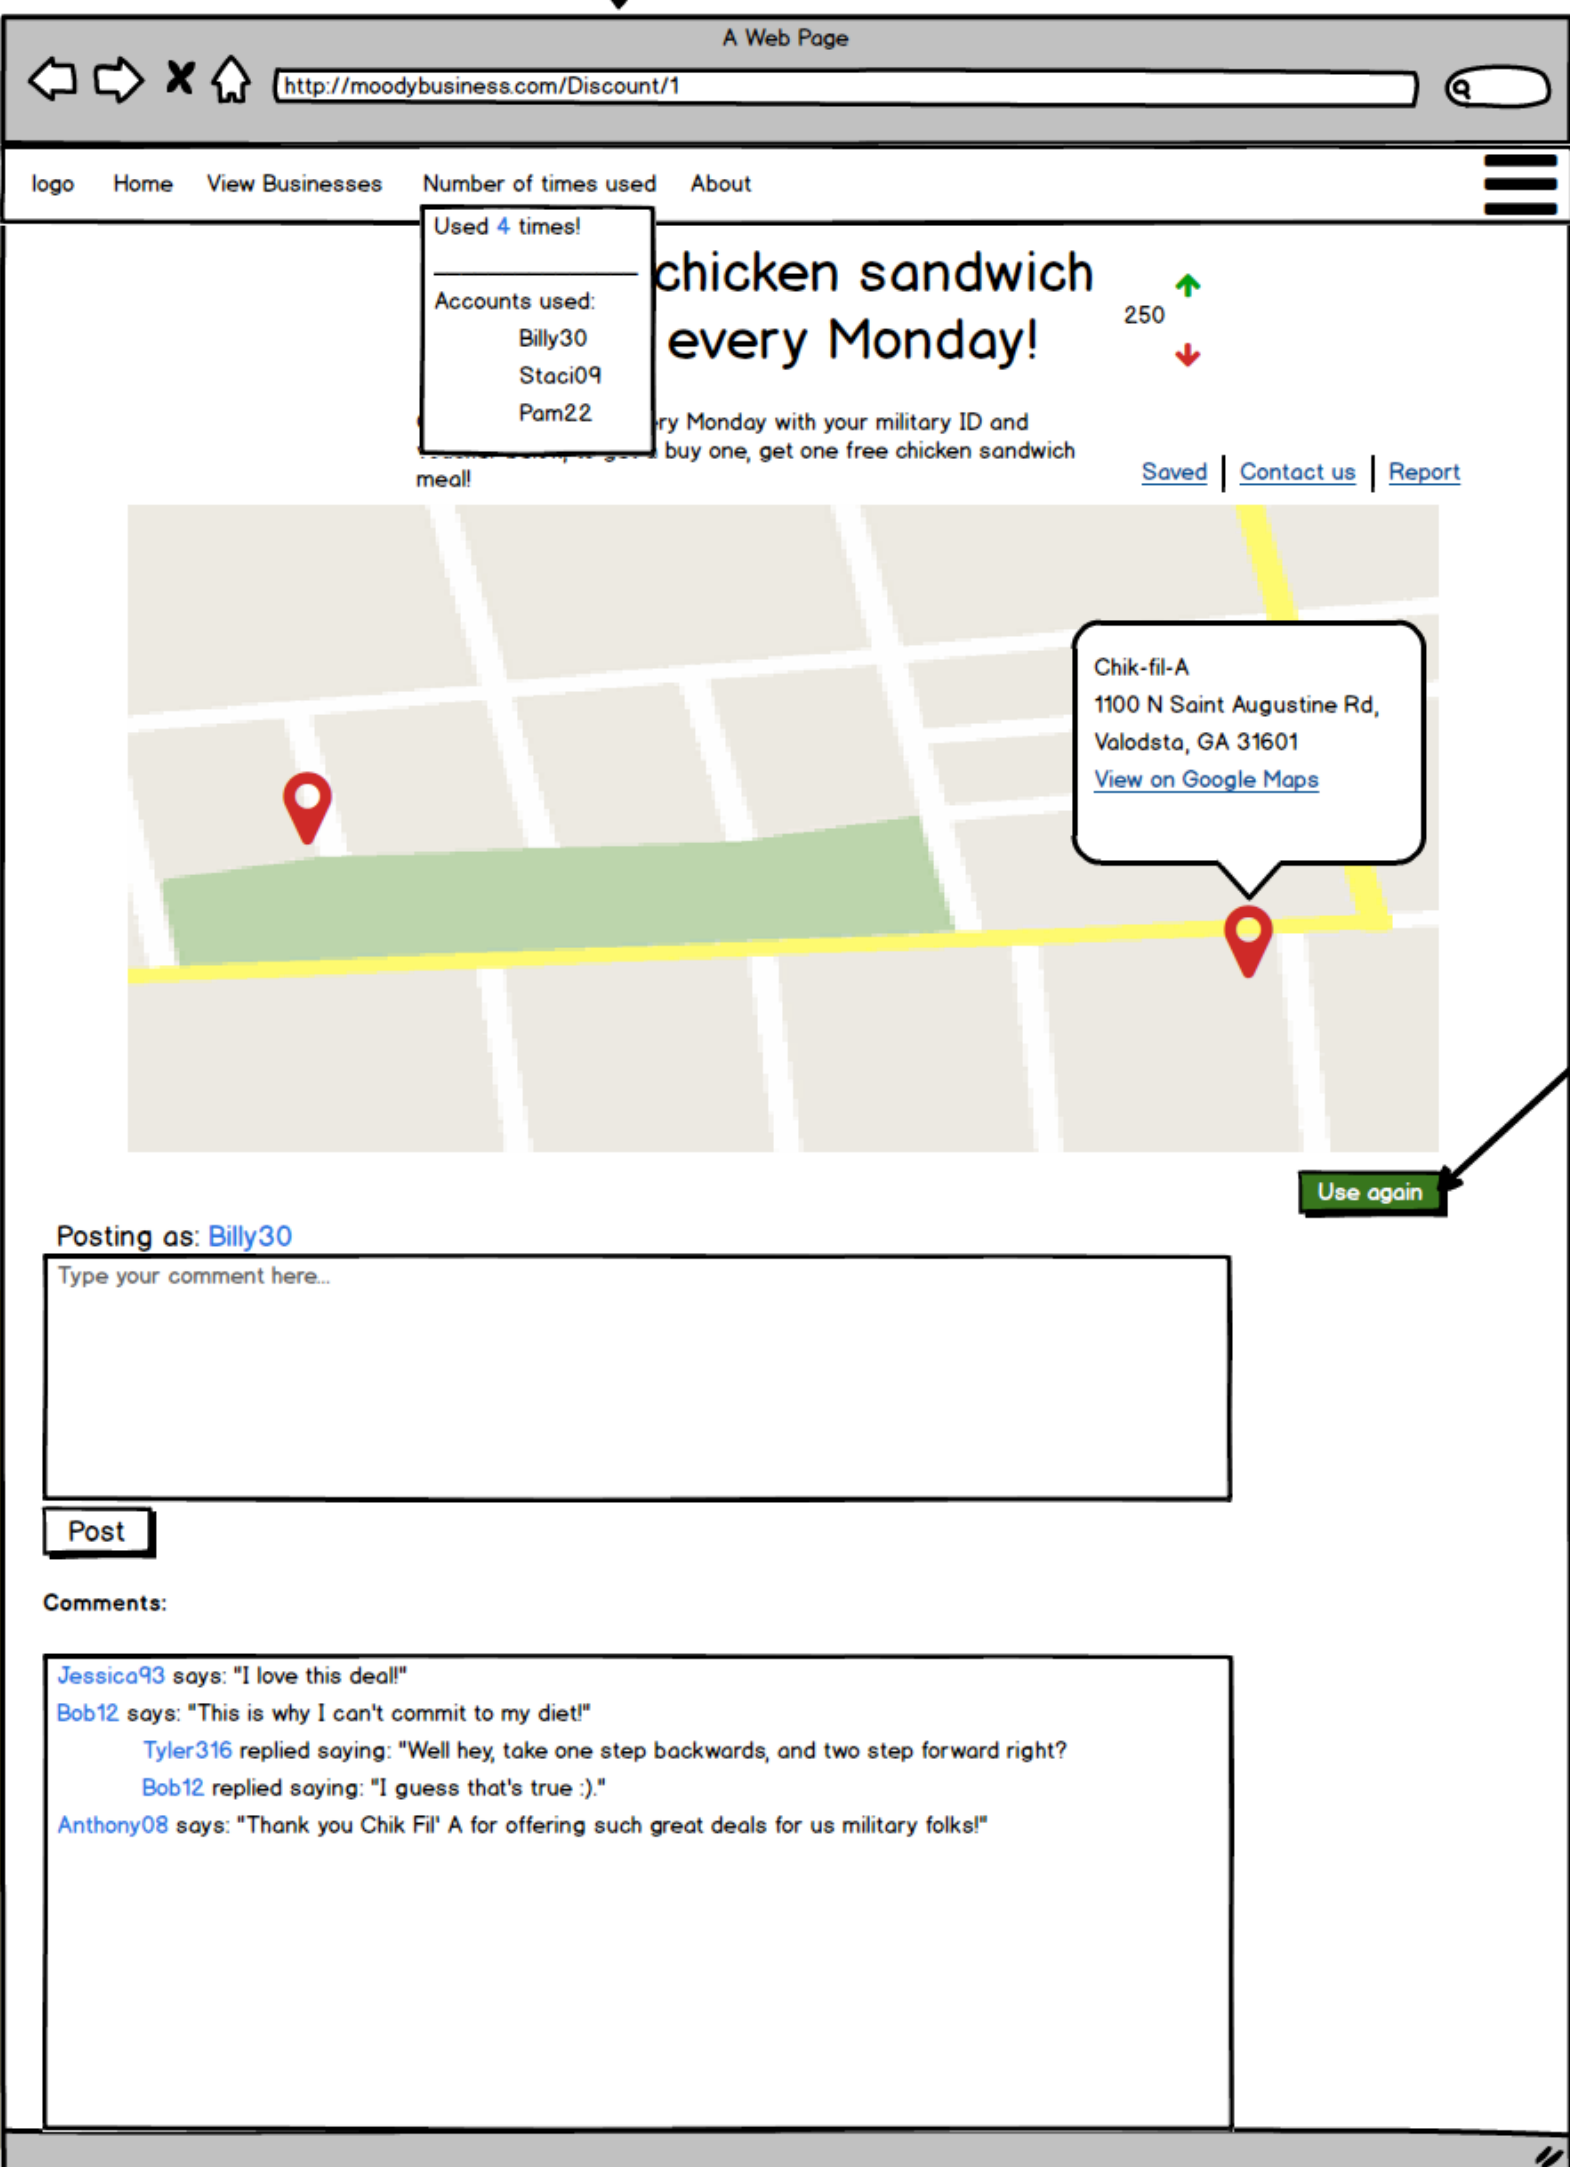 A Web Page
http://moodybusiness.com/Discount/1
logo Home View Businesses Number of times used About
Used 4 times!
Accounts used:
Billy30
Staci09
Pam22
chicken sandwich
every Monday!
250
Monday with your military ID and
buy one, get one free chicken sandwich
meal!
Saved Contact us Report
Chik-fil-A
1100 N Saint Augustine Rd,
Valodsta, GA 31601
View on Google Maps
Use again
Posting as: Billy30
Type your comment here...
Post
Comments:
Jessica93 says: "I love this deal!"
Bob12 says: "This is why I can't commit to my diet!"
Tyler316 replied saying: "Well hey, take one step backwards, and two step forward right?
Bob12 replied saying: "I guess that's true :)."
Anthony08 says: "Thank you Chik Fil' A for offering such great deals for us military folks!"